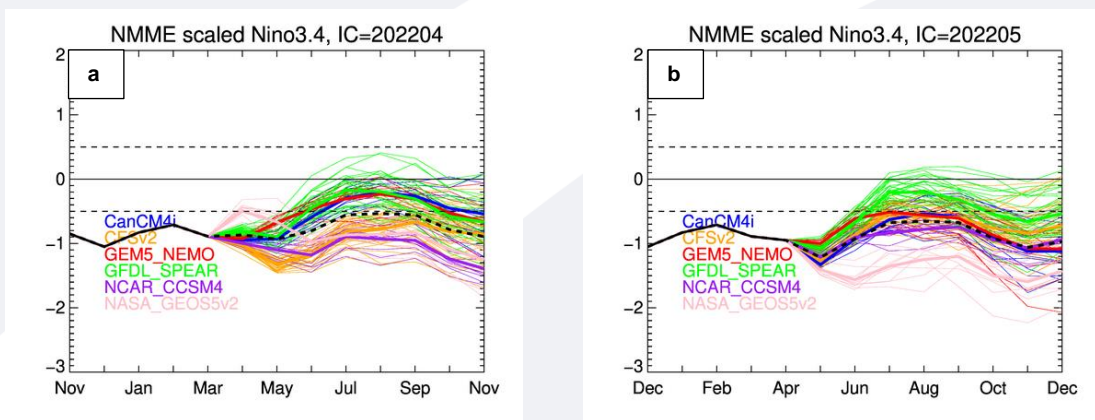 NMME scaled Nino3.4, IC=202204
a
2
1
0
−1
−2
−3
CanCM4i
CFSv2
GEM5_NEMO
GFDL_SPEAR
NCAR_CCSM4
NASA_GEOS5v2
Nov Jan Mar May Jul Sep Nov
NMME scaled Nino3.4, IC=202205
b
2
1
0
−1
−2
−3
CanCM4i
CFSv2
GEM5_NEMO
GFDL_SPEAR
NCAR_CCSM4
NASA_GEOS5v2
Dec Feb Apr Jun Aug Oct Dec